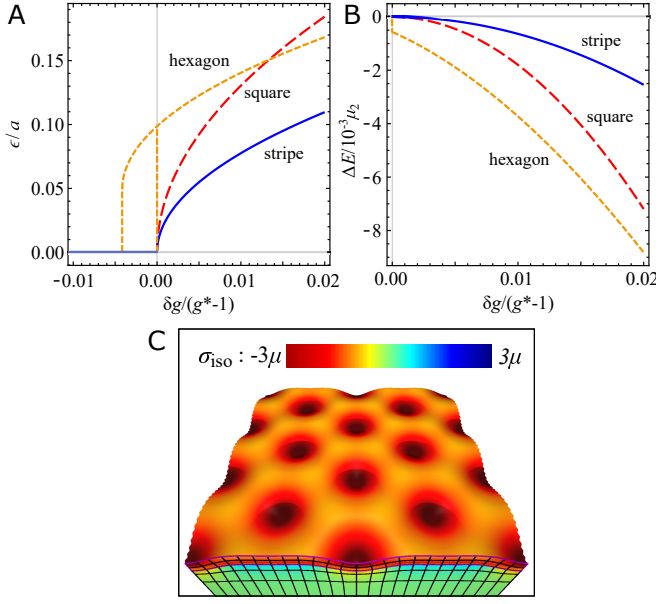 A
0.15
0.10
0.05
0.00
ϵ/a
hexagon
square
stripe
-0.01
0.00
0.01
0.02
δg/(g*-1)
B
0
-2
-4
-6
-8
ΔE/10⁻³μ₂
stripe
square
hexagon
0.00
0.01
0.02
δg/(g*-1)
C
σiso : -3μ
3μ